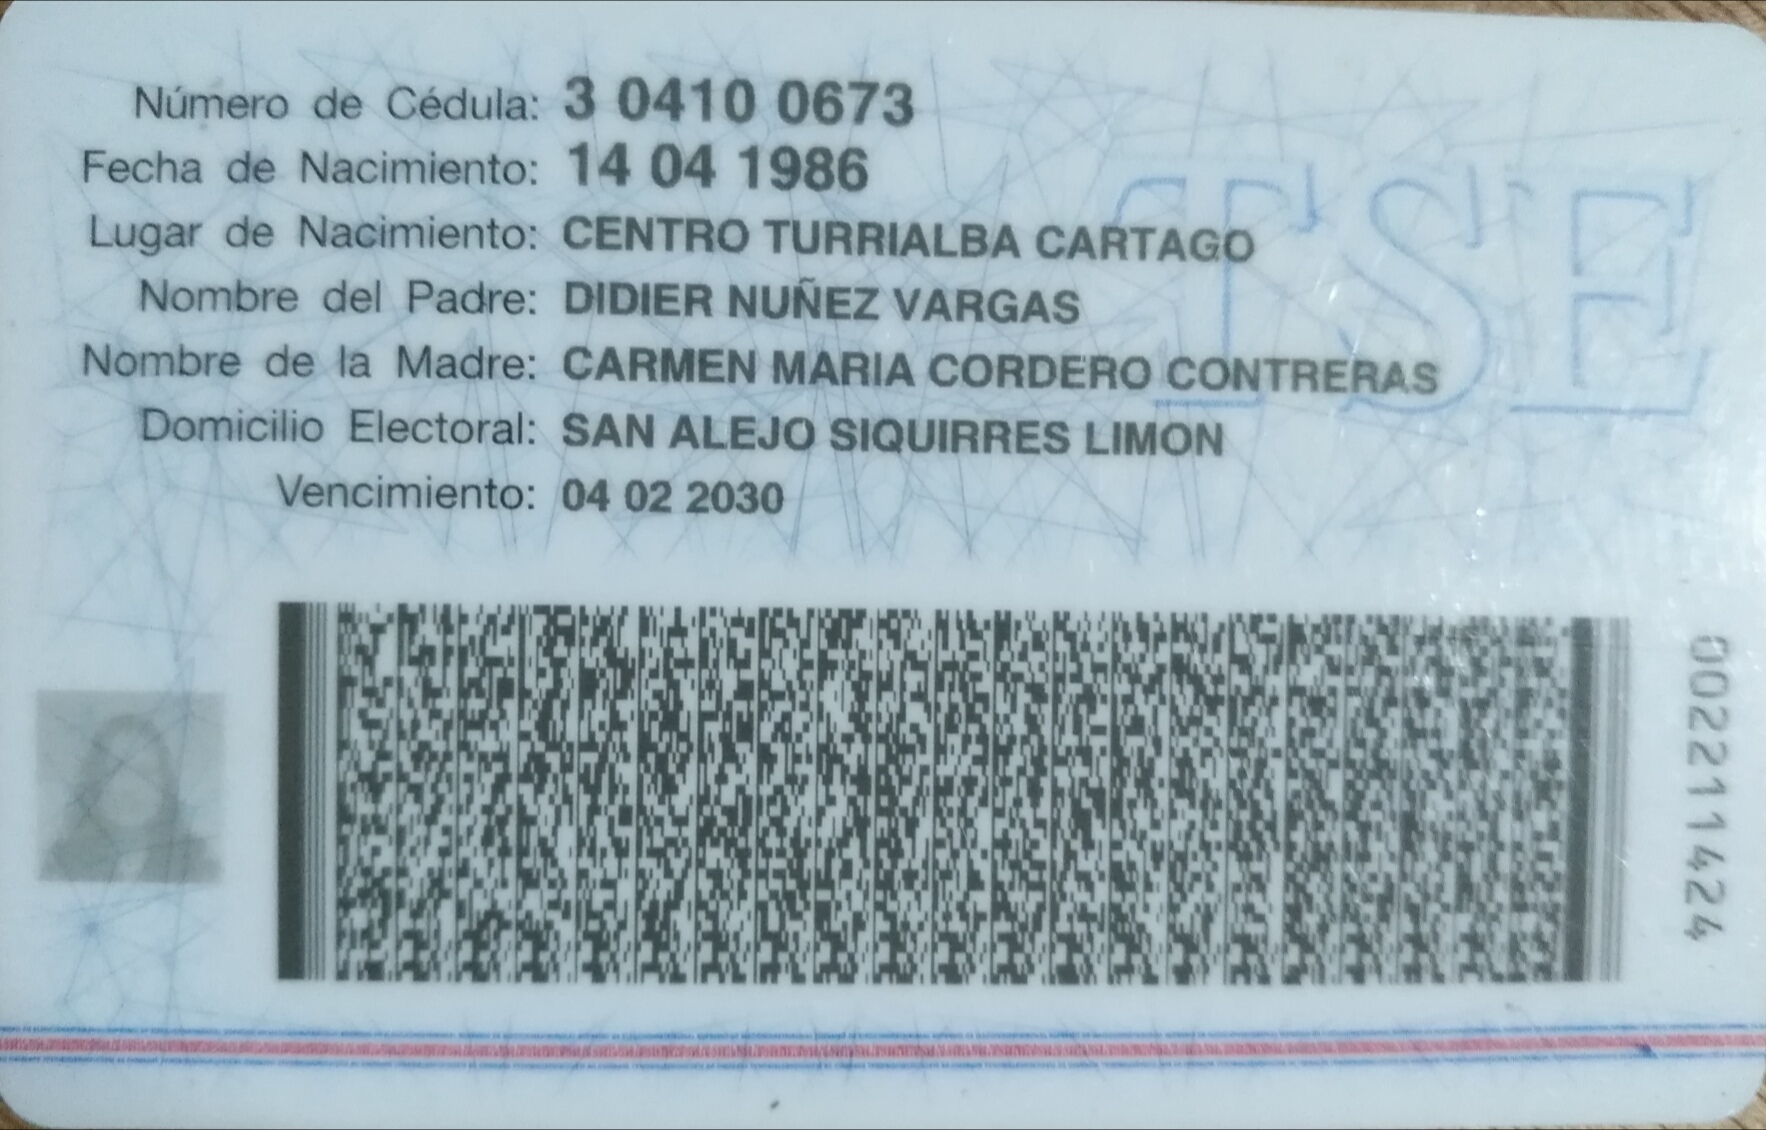 Número de Cédula: 3 0410 0673
Fecha de Nacimiento: 14 04 1986
Lugar de Nacimiento: CENTRO TURRIALBA CARTAGO
Nombre del Padre: DIDIER NUÑEZ VARGAS
Nombre de la Madre: CARMEN MARIA CORDERO CONTRERAS
Domicilio Electoral: SAN ALEJO SIQUIRRES LIMON
Vencimiento: 04 02 2030
TSE
002211424